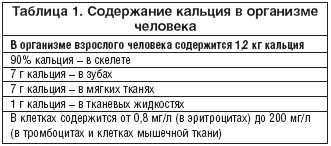 Таблица 1. Содержание кальция в организме
человека
В организме взрослого человека содержится 1,2 кг кальция
90% кальция – в скелете
7 г кальция – в зубах
7 г кальция – в мягких тканях
1 г кальция – в тканевых жидкостях
В клетках содержится от 0,8 мг/л (в эритроцитах) до 200 мг/л
(в тромбоцитах и клетках мышечной ткани)